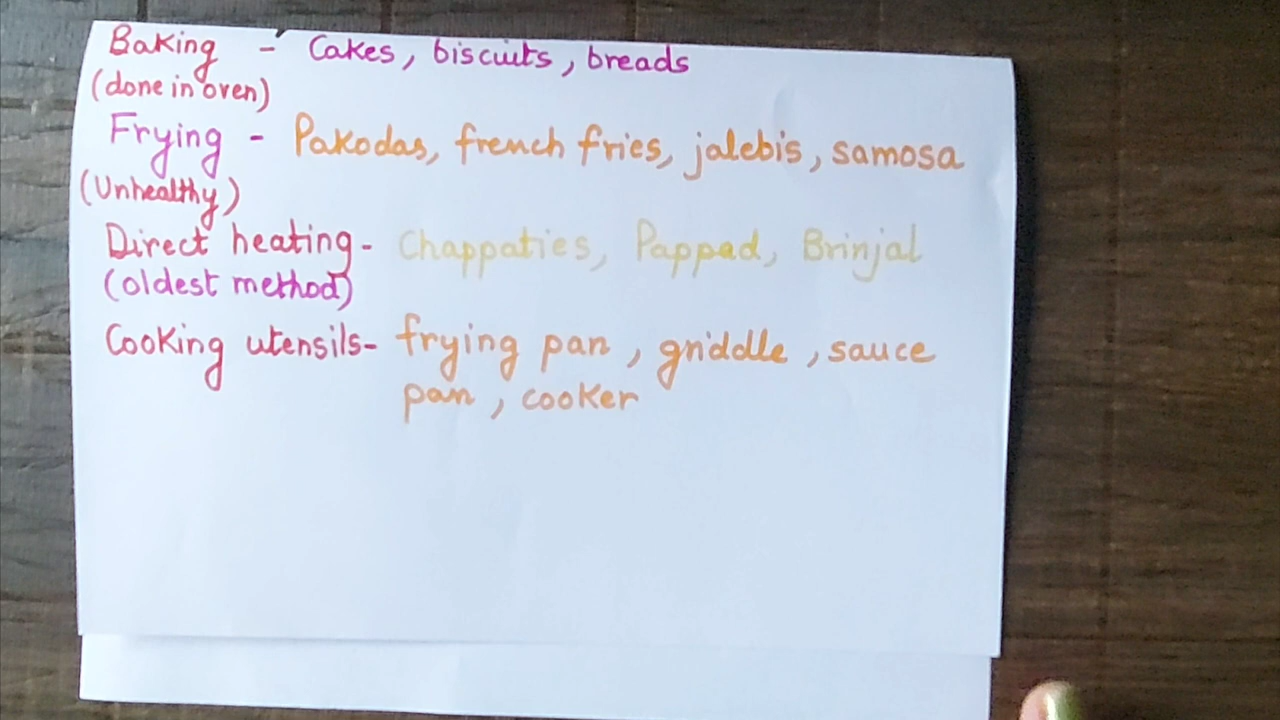 Baking - Cakes, biscuits, breads
(done in oven)
Frying - Pakodas, french fries, jalebis, samosa
(Unhealthy)
Direct heating- Chappaties, Pappad, Brinjal
(oldest method)
Cooking utensils- frying pan, griddle, sauce
pan, cooker